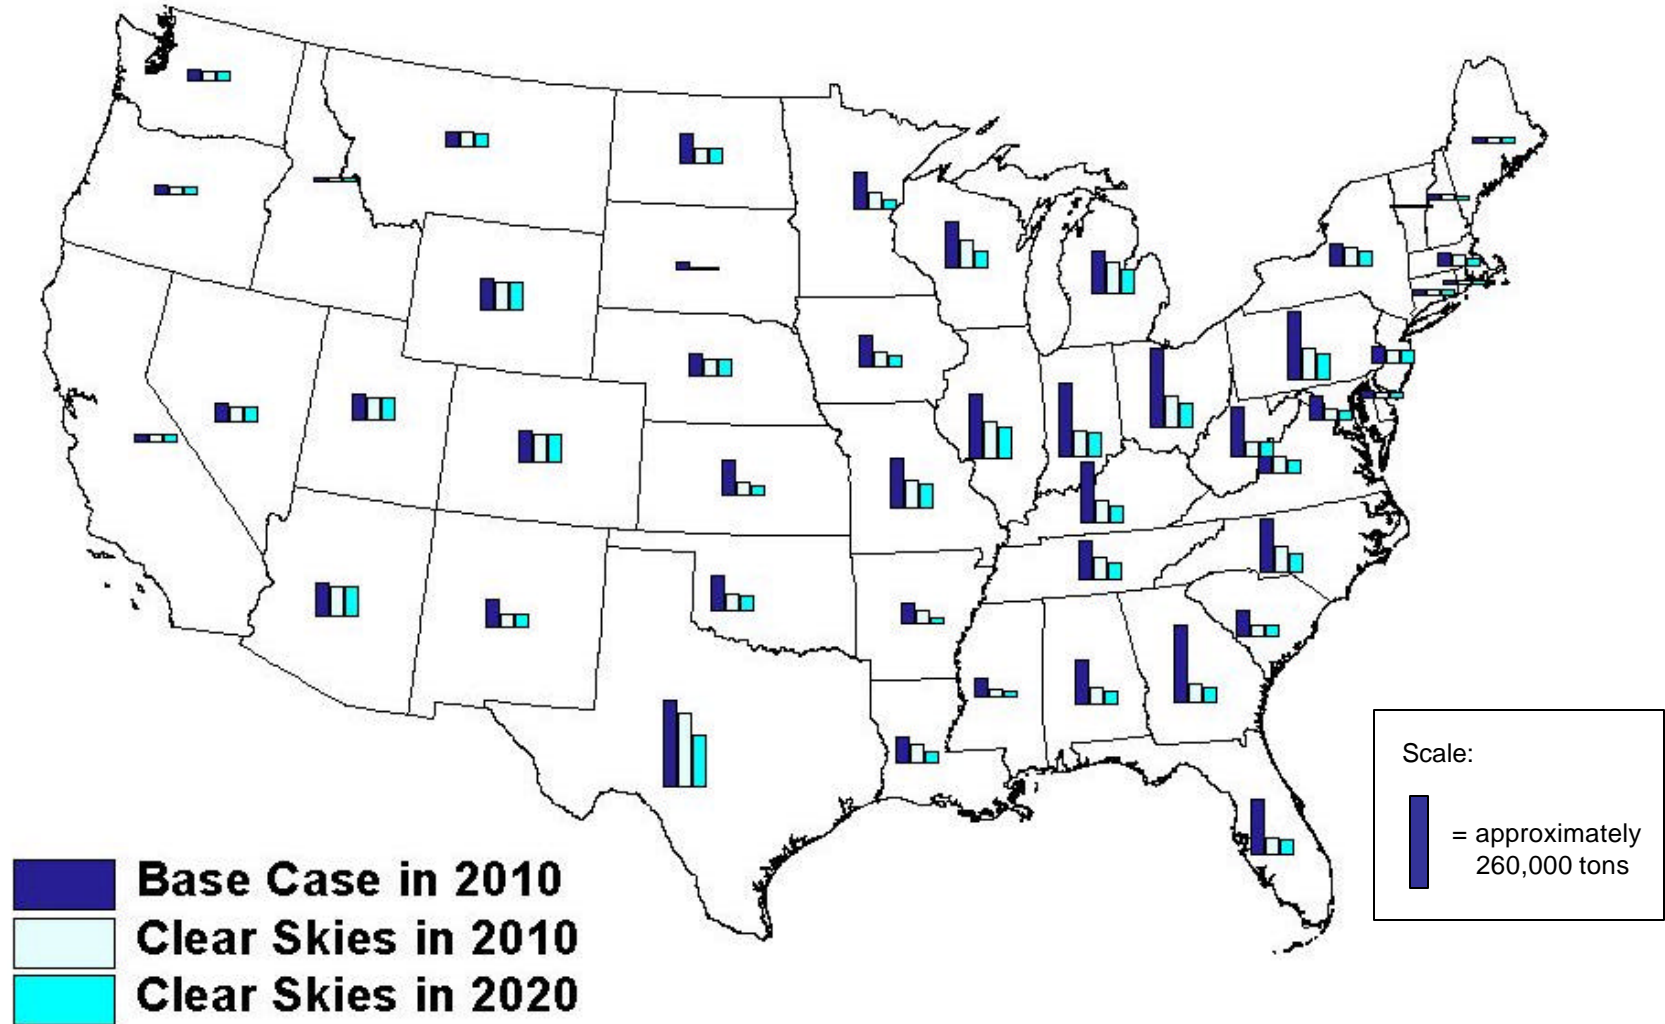 Scale:
= approximately
260,000 tons
Base Case in 2010
Clear Skies in 2010
Clear Skies in 2020